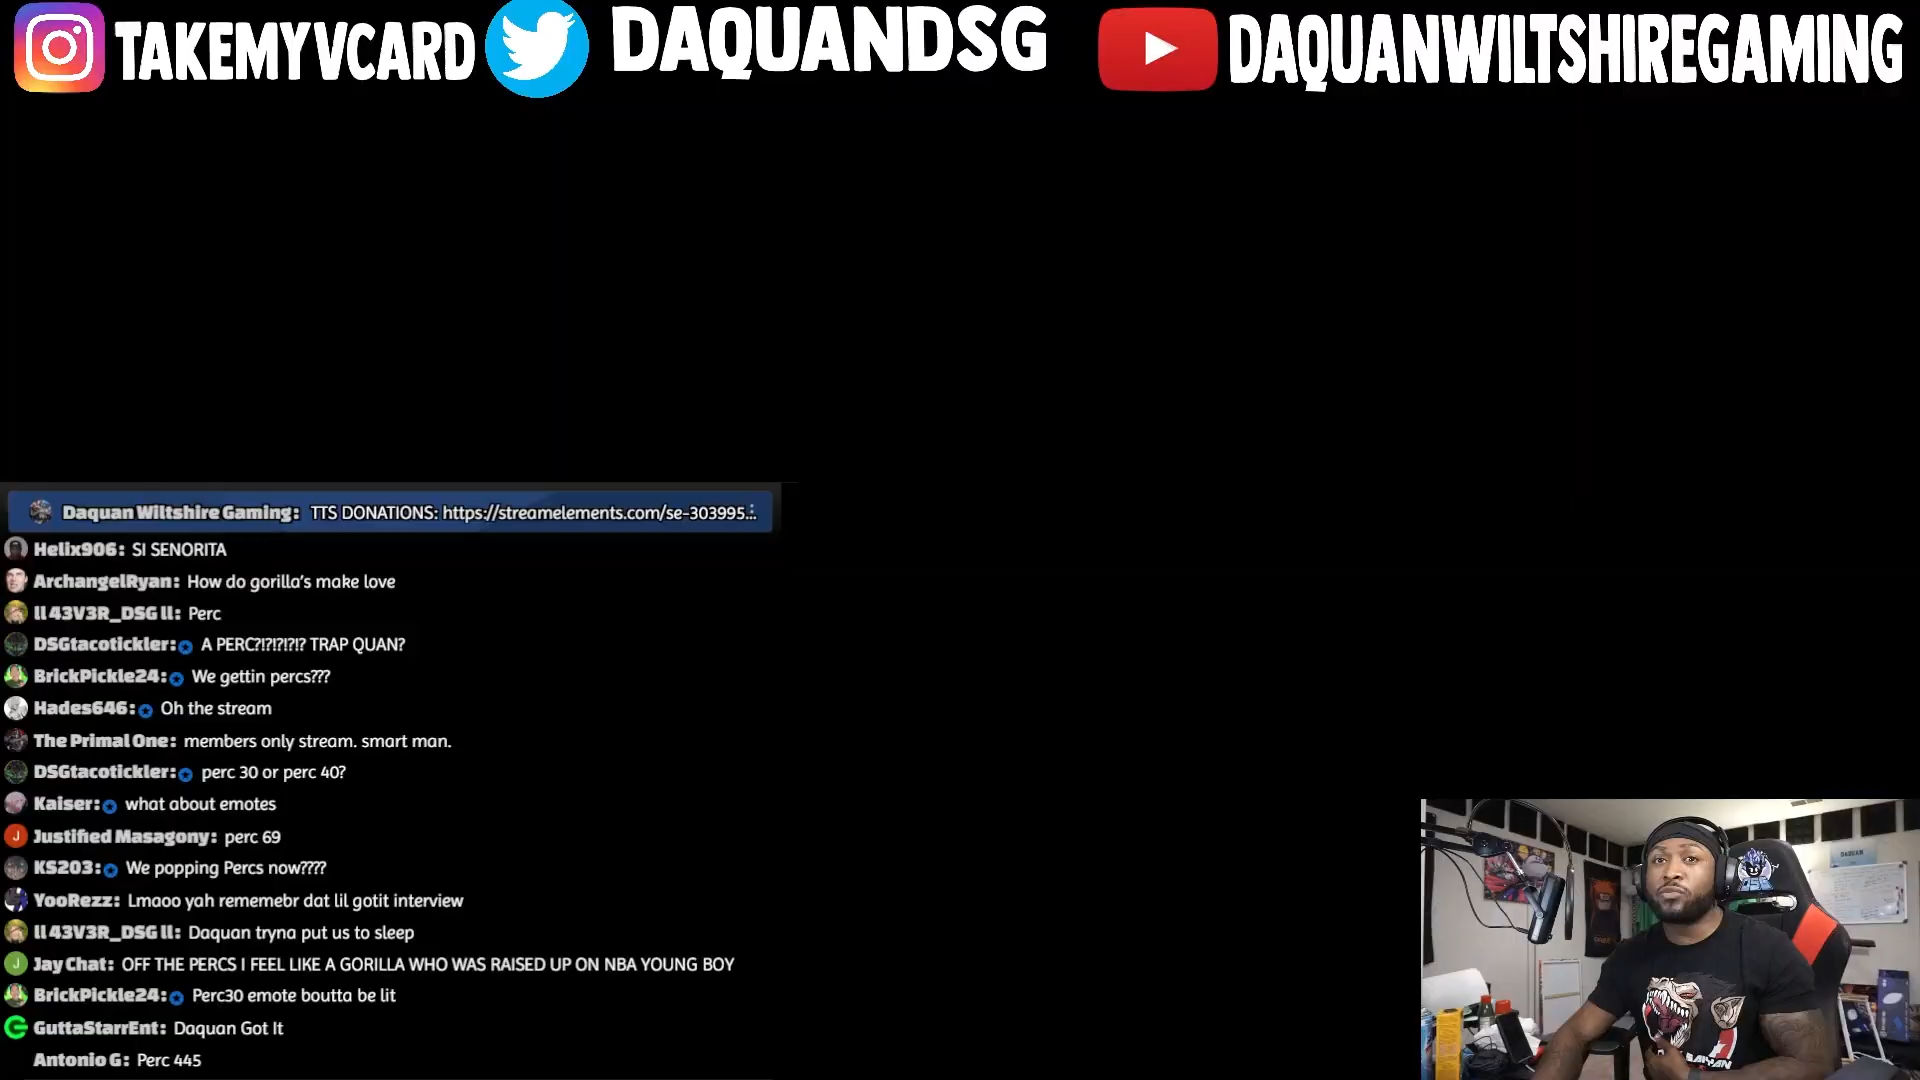 TAKEMYVCARD DAQUANDSG DAQUANWILTSHIREGAMING
Daquan Wiltshire Gaming: TTS DONATIONS: https://streamelements.com/se-303995...
Helix906: SI SENORITA
ArchangelRyan: How do gorilla's make love
ll 43V3R_DSG ll: Perc
DSGtacotickler: A PERC?!?!?!?!? TRAP QUAN?
BrickPickle24: We gettin percs???
Hades646: Oh the stream
The Primal One: members only stream. smart man.
DSGtacotickler: perc 30 or perc 40?
Kaiser: what about emotes
J Justified Masagony: perc 69
KS203: We popping Percs now????
YooRezz: Lmaoo yah rememebr dat lil gotit interview
ll 43V3R_DSG ll: Daquan tryna put us to sleep
J Jay Chat: OFF THE PERCS I FEEL LIKE A GORILLA WHO WAS RAISED UP ON NBA YOUNG BOY
BrickPickle24: Perc30 emote boutta be lit
GuttaStarrEnt: Daquan Got It
Antonio G: Perc 445
DSG